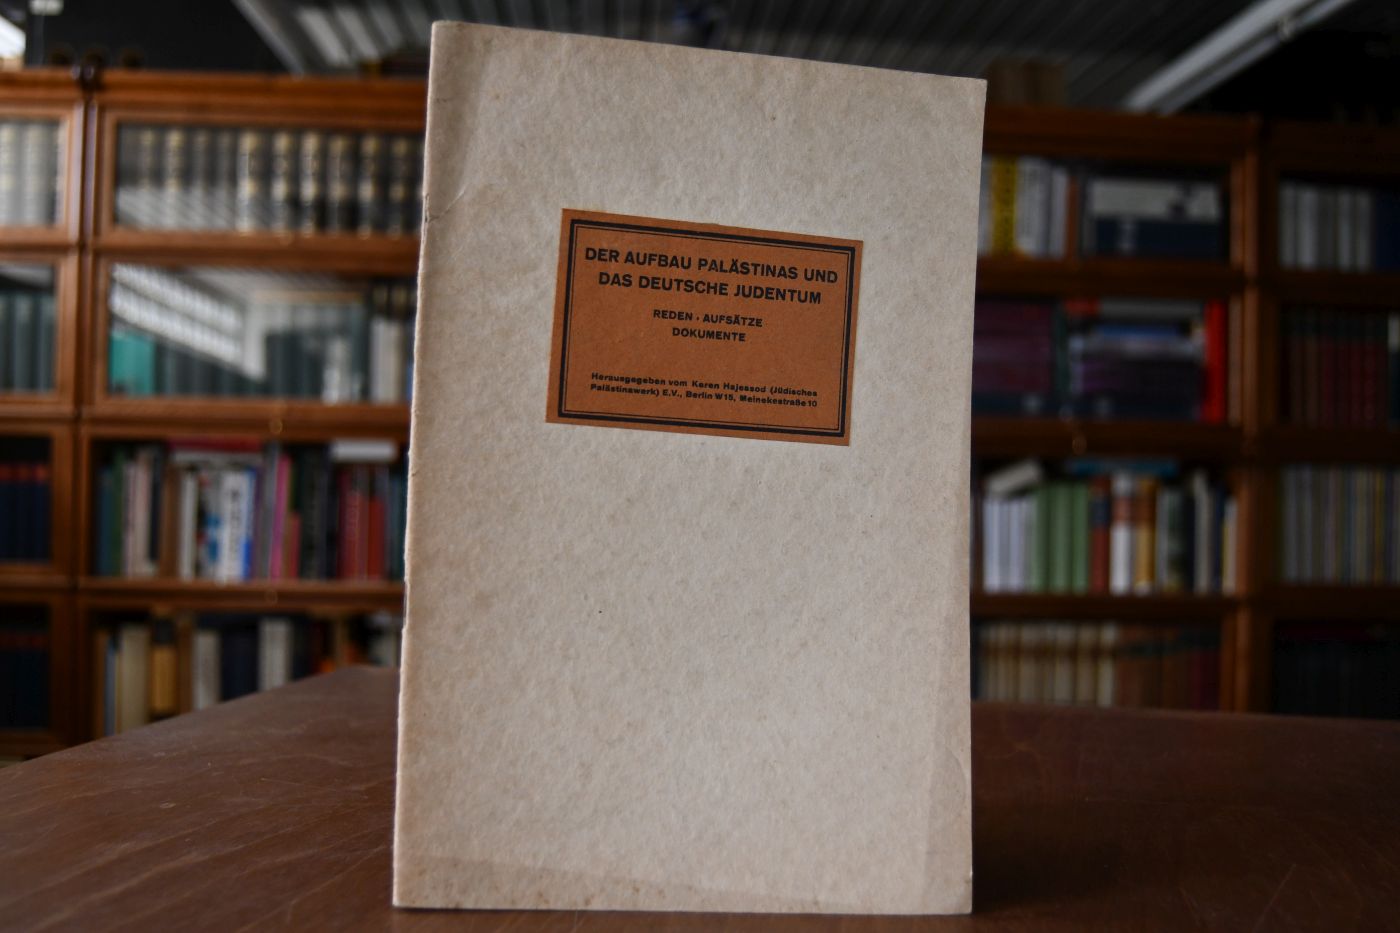 DER AUFBAU PALÄSTINAS UND
DAS DEUTSCHE JUDENTUM
REDEN · AUFSÄTZE
DOKUMENTE
Herausgegeben vom Keren Hajessod (Jüdisches
Palästinawerk) E.V., Berlin W15, Meinekestraße 10